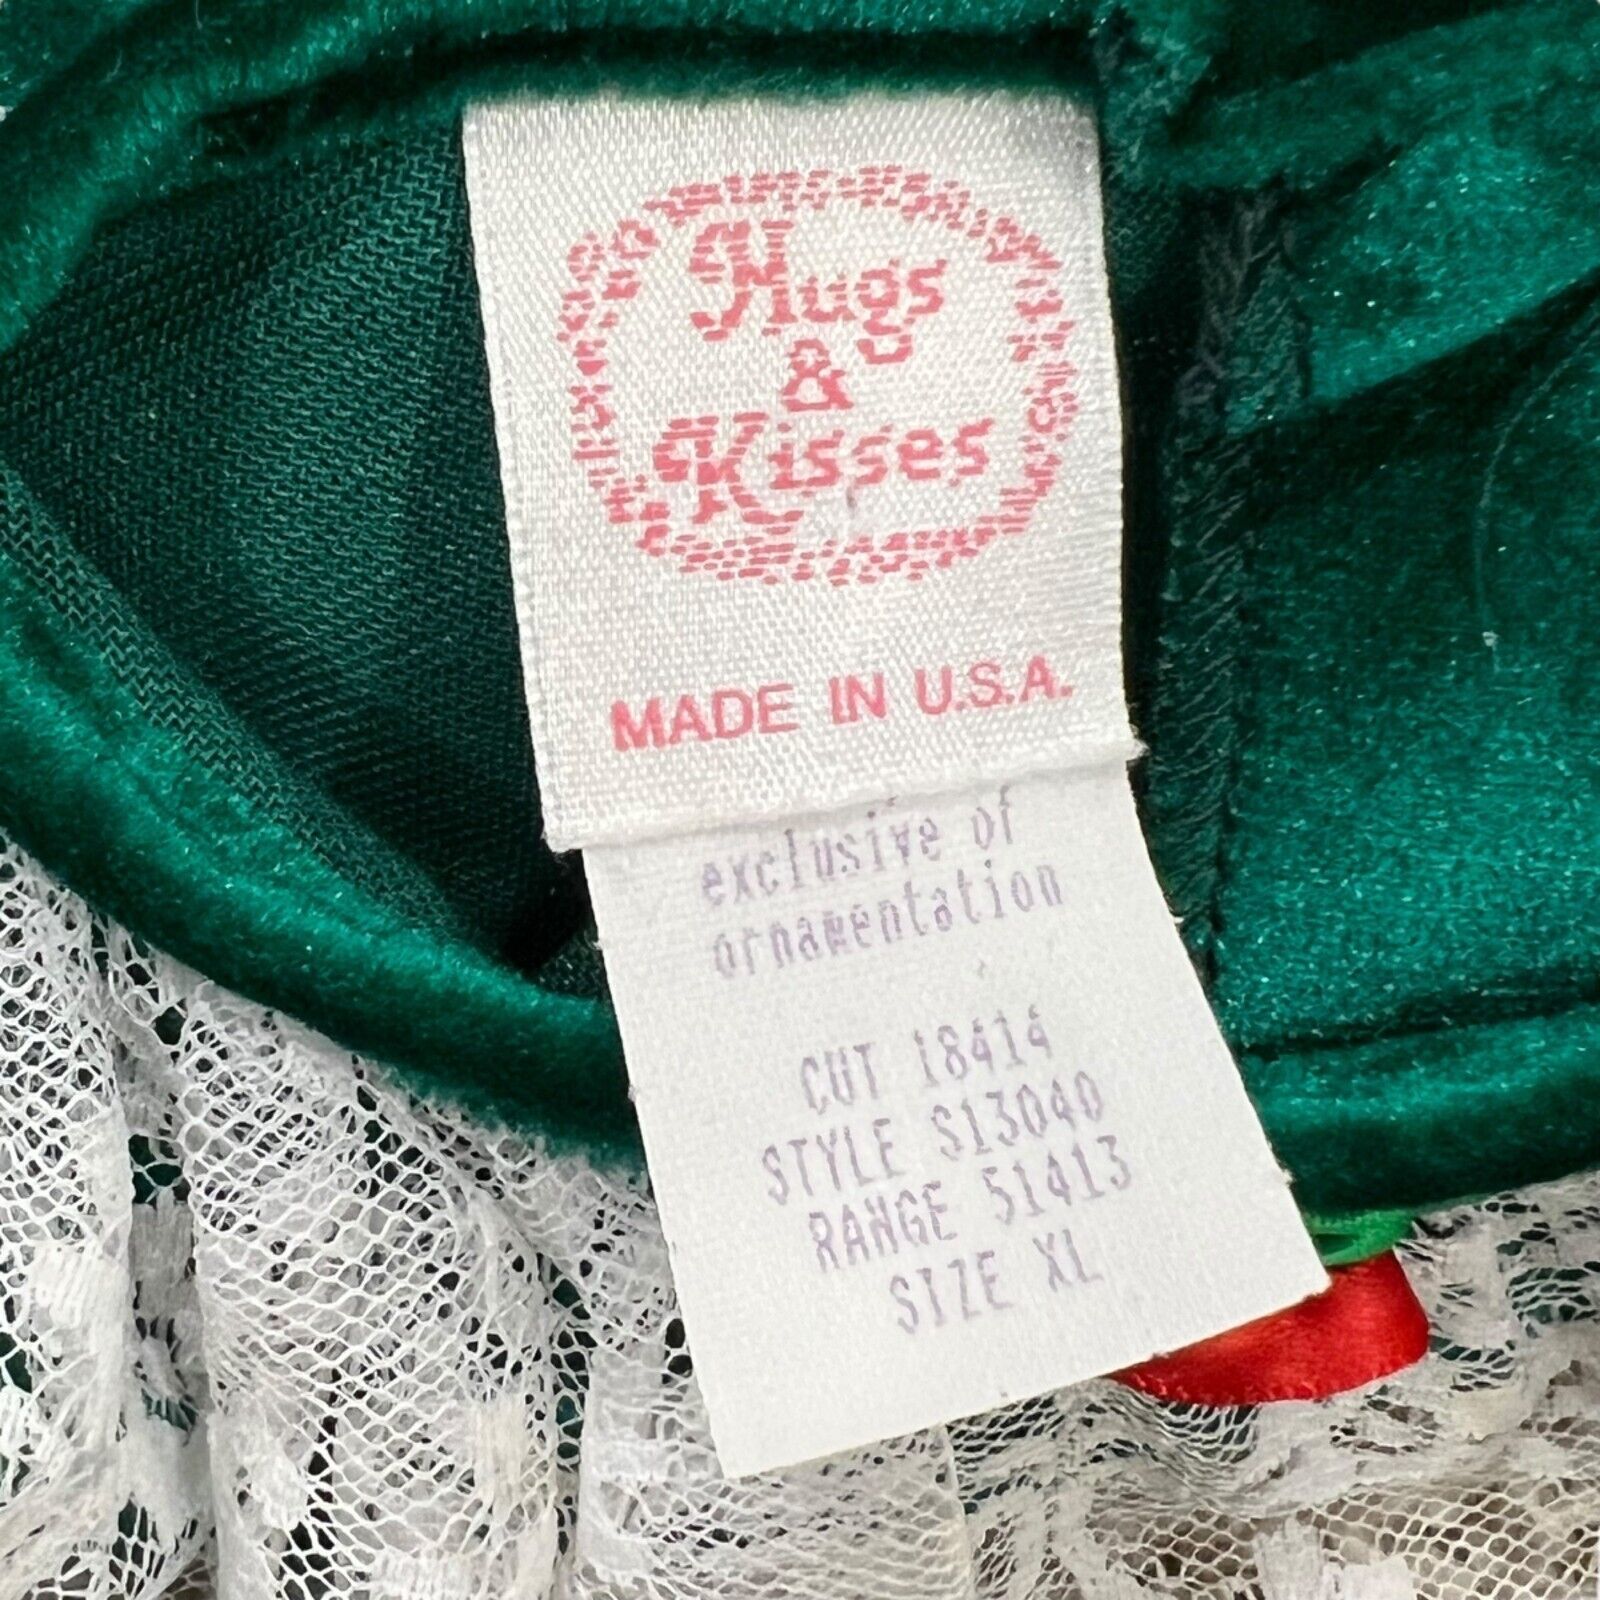 Hugs
&
Kisses
MADE IN U.S.A.
exclusive of
ornamentation
CUT 18414
STYLE S13040
RANGE 51413
SIZE XL